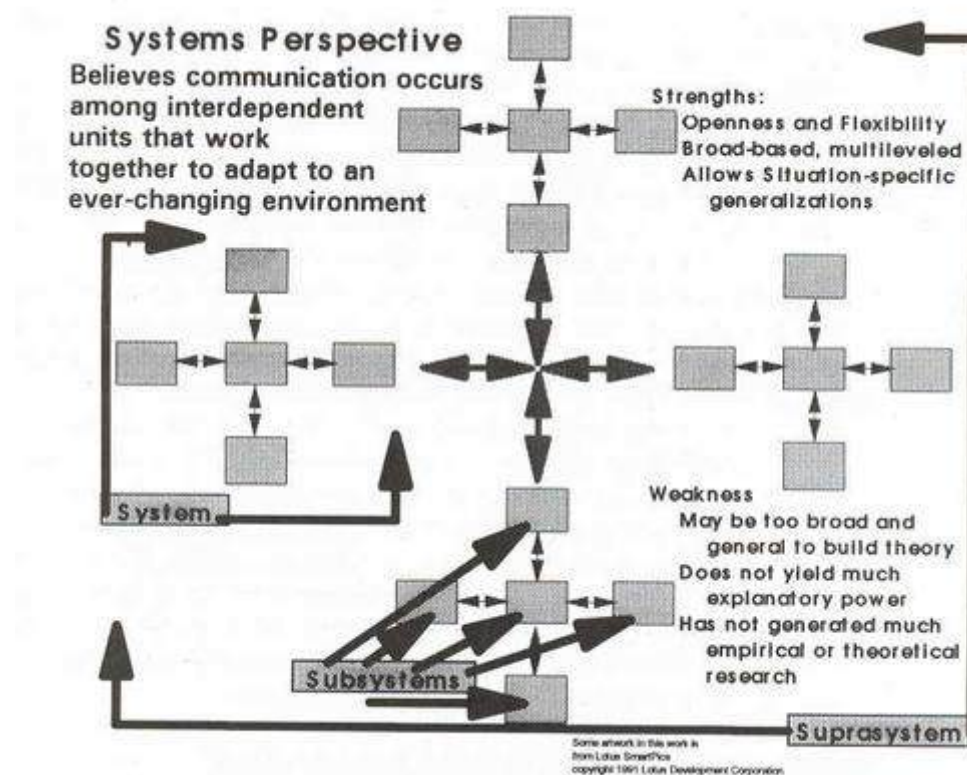 Systems Perspective
Believes communication occurs
among interdependent
units that work
together to adapt to an
ever-changing environment
Strengths:
Openness and Flexibility
Broad-based, multileveled
Allows Situation-specific
generalizations
System
Weakness
May be too broad and
general to build theory
Does not yield much
explanatory power
Has not generated much
empirical or theoretical
research
Subsystems
Suprasystem
Some artwork in this work is
from Lotus SmartPics
copyright 1991 Lotus Development Corporation